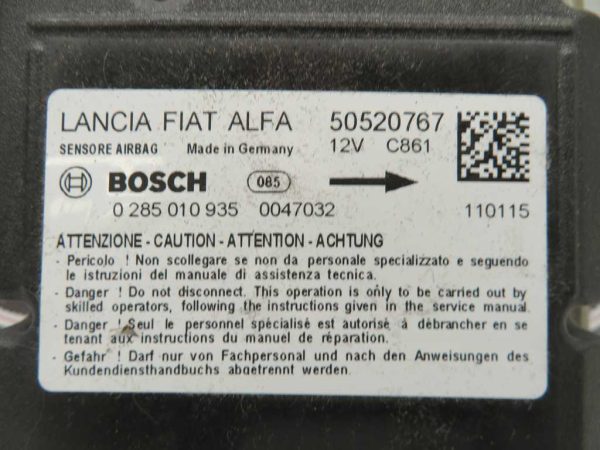 LANCIA FIAT ALFA 50520767
SENSORE AIRBAG Made in Germany 12V C861
BOSCH 085
0 285 010 935 0047032 110115
ATTENZIONE - CAUTION - ATTENTION - ACHTUNG
- Pericolo ! Non scollegare se non da personale specializzato e seguendo
le istruzioni del manuale di assistenza tecnica.
- Danger ! Do not disconnect. This operation is only to be carried out by
skilled operators, following the instructions given in the service manual.
- Danger ! Seul le personnel spécialisé est autorisé à débrancher en se
tenant aux instructions du manuel de réparation.
- Gefahr ! Darf nur von Fachpersonal und nach den Anweisungen des
Kundendiensthandbuchs abgetrennt werden.